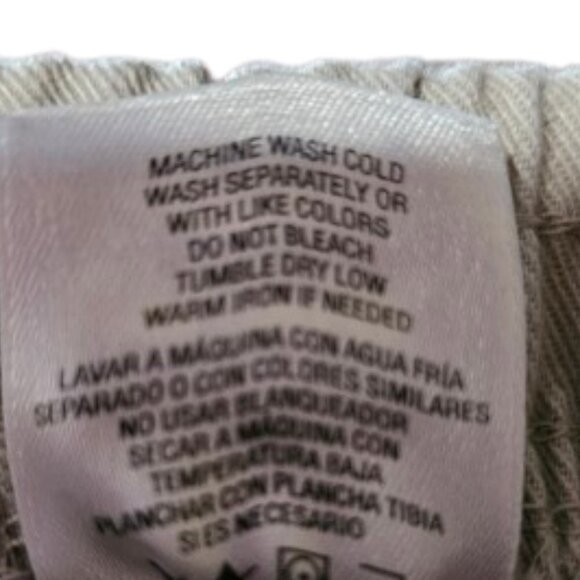 MACHINE WASH COLD
WASH SEPARATELY OR
WITH LIKE COLORS
DO NOT BLEACH
TUMBLE DRY LOW
WARM IRON IF NEEDED
LAVAR A MÁQUINA CON AGUA FRÍA
SEPARADO O CON COLORES SIMILARES
NO USAR BLANQUEADOR
SECAR A MÁQUINA CON
TEMPERATURA BAJA
PLANCHAR CON PLANCHA TIBIA
SI ES NECESARIO